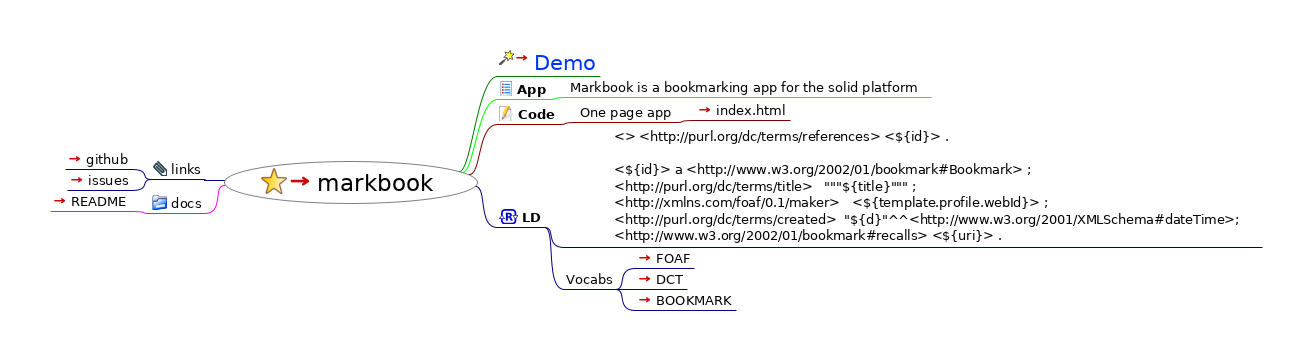 Demo
App
Markbook is a bookmarking app for the solid platform
Code
One page app
index.html
<> <http://purl.org/dc/terms/references> <${id}> .
<${id}> a <http://www.w3.org/2002/01/bookmark#Bookmark> ;
<http://purl.org/dc/terms/title>   """${title}""" ;
<http://xmlns.com/foaf/0.1/maker>   <${template.profile.webId}> ;
<http://purl.org/dc/terms/created>  "${d}"^^<http://www.w3.org/2001/XMLSchema#dateTime>;
<http://www.w3.org/2002/01/bookmark#recalls> <${uri}> .
github
links
issues
README
docs
markbook
{R} LD
Vocabs
FOAF
DCT
BOOKMARK